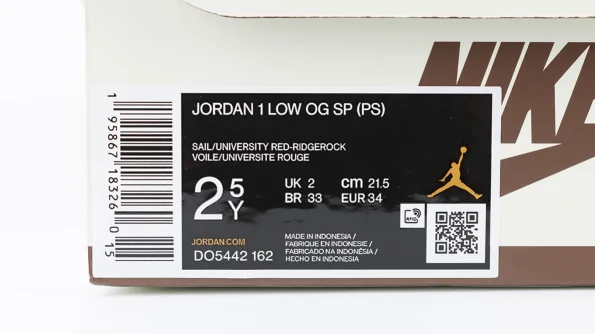 NIKE
JORDAN 1 LOW OG SP (PS)
SAIL/UNIVERSITY RED-RIDGEROCK
VOILE/UNIVERSITE ROUGE
2 5 Y
UK 2 cm 21.5
BR 33 EUR 34
RFID
JORDAN.COM
DO5442 162
MADE IN INDONESIA /
FABRIQUE EN INDONESIE /
FABRICADO NA INDONÉSIA /
HECHO EN INDONESIA
1 95867 18326 0 15